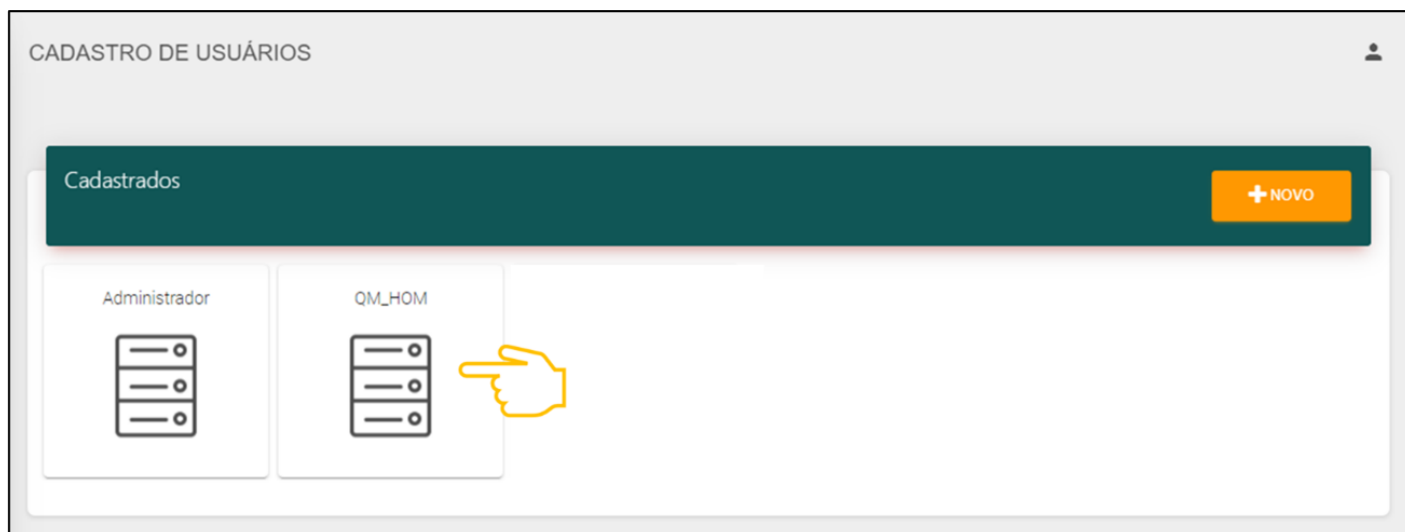 CADASTRO DE USUÁRIOS
Cadastrados
+ NOVO
Administrador
QM_HOM